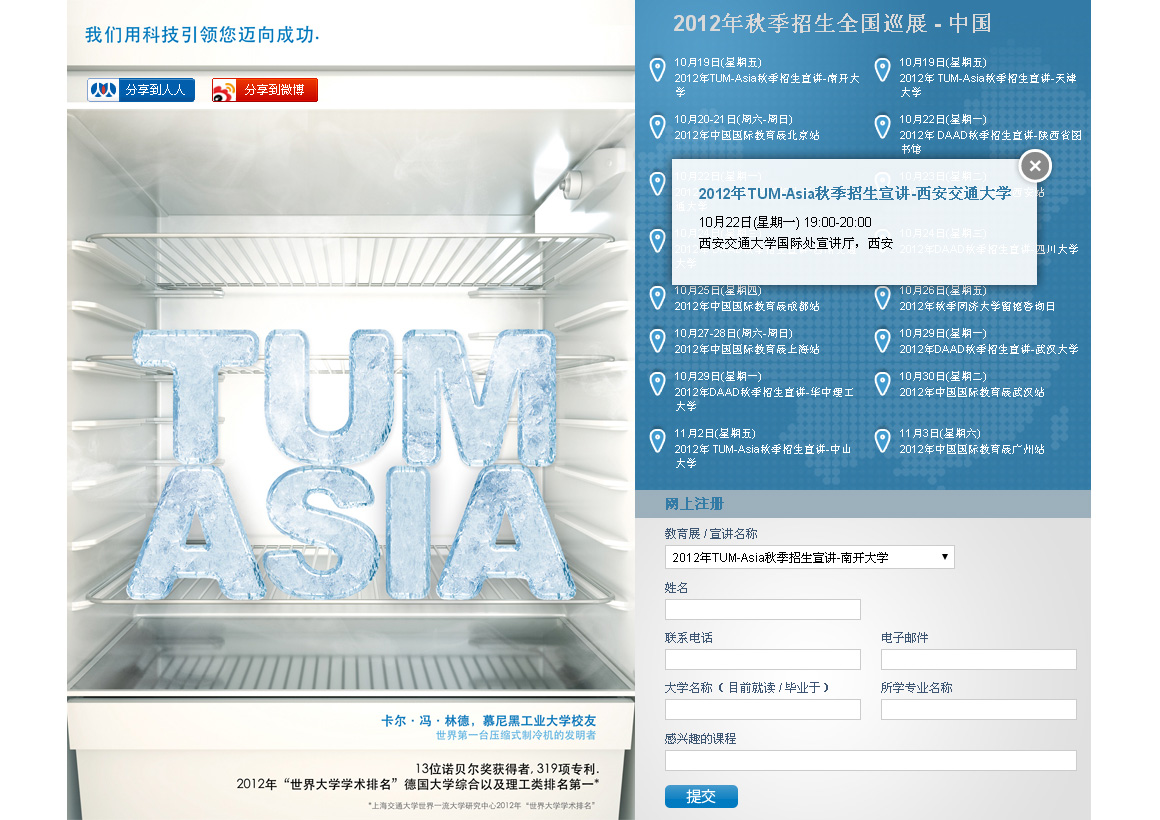 我们用科技引领您迈向成功.
分享到人人
分享到微博
TUM
ASIA
卡尔·冯·林德，慕尼黑工业大学校友
世界第一台压缩式制冷机的发明者
13位诺贝尔奖获得者, 319项专利.
2012年“世界大学学术排名”德国大学综合以及理工类排名第一*
*上海交通大学世界一流大学研究中心2012年“世界大学学术排名”
2012年秋季招生全国巡展 - 中国
10月19日(星期五)
2012年TUM-Asia秋季招生宣讲-南开大
学
10月19日(星期五)
2012年 TUM-Asia秋季招生宣讲-天津
大学
10月20-21日(周六-周日)
2012年中国国际教育展北京站
10月22日(星期一)
2012年 DAAD秋季招生宣讲-陕西省图
书馆
2012年TUM-Asia秋季招生宣讲-西安交通大学
10月22日(星期一) 19:00-20:00
西安交通大学国际处宣讲厅，西安
10月24日(星期三)
2012年DAAD秋季招生宣讲-四川大学
10月25日(星期四)
2012年中国国际教育展成都站
10月26日(星期五)
2012年秋季同济大学留德咨询日
10月27-28日(周六-周日)
2012年中国国际教育展上海站
10月29日(星期一)
2012年DAAD秋季招生宣讲-武汉大学
10月29日(星期一)
2012年DAAD秋季招生宣讲-华中理工
大学
10月30日(星期二)
2012年中国国际教育展武汉站
11月2日(星期五)
2012年 TUM-Asia秋季招生宣讲-中山
大学
11月3日(星期六)
2012年中国国际教育展广州站
网上注册
教育展 / 宣讲名称
2012年TUM-Asia秋季招生宣讲-南开大学
姓名
联系电话
电子邮件
大学名称（目前就读 / 毕业于）
所学专业名称
感兴趣的课程
提交